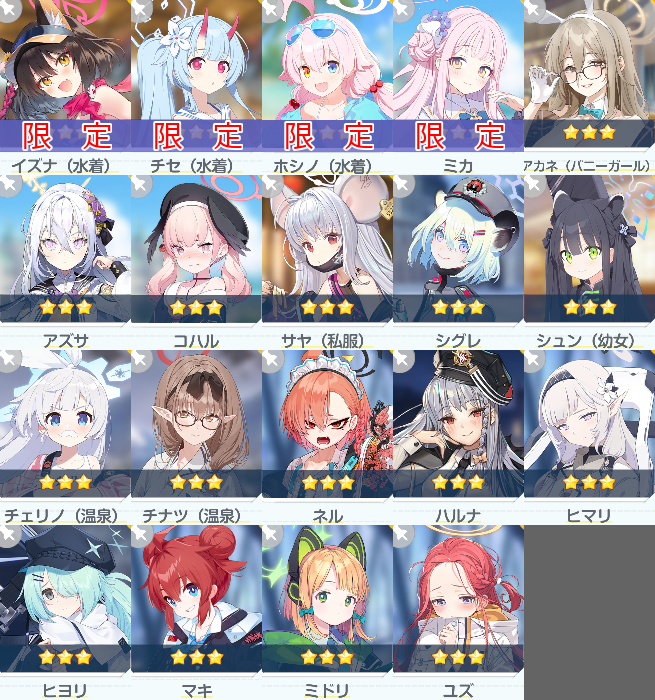 限 定
限 定
限 定
限 定
イズナ（水着）
チセ（水着）
ホシノ（水着）
ミカ
アカネ（バニーガール）
アズサ
コハル
サヤ（私服）
シグレ
シュン（幼女）
チェリノ（温泉）
チナツ（温泉）
ネル
ハルナ
ヒマリ
ヒヨリ
マキ
ミドリ
ユズ